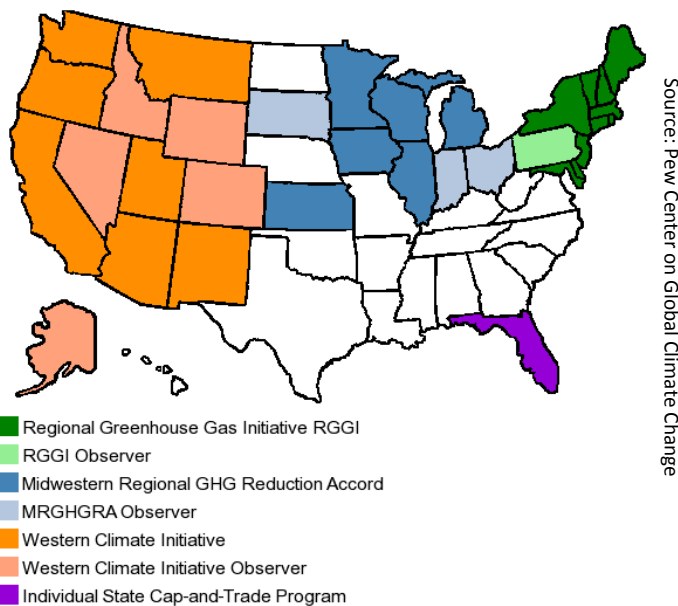 Source: Pew Center on Global Climate Change
Regional Greenhouse Gas Initiative RGGI
RGGI Observer
Midwestern Regional GHG Reduction Accord
MRGHGRA Observer
Western Climate Initiative
Western Climate Initiative Observer
Individual State Cap-and-Trade Program